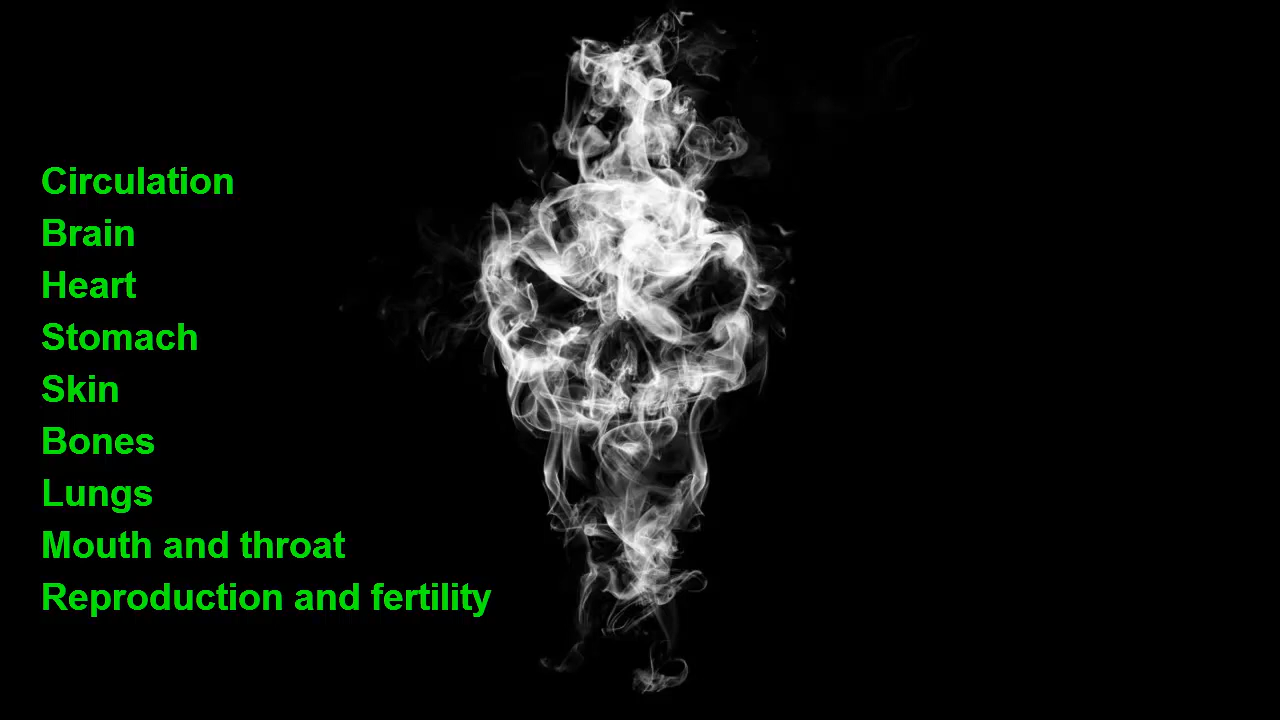 Circulation
Brain
Heart
Stomach
Skin
Bones
Lungs
Mouth and throat
Reproduction and fertility